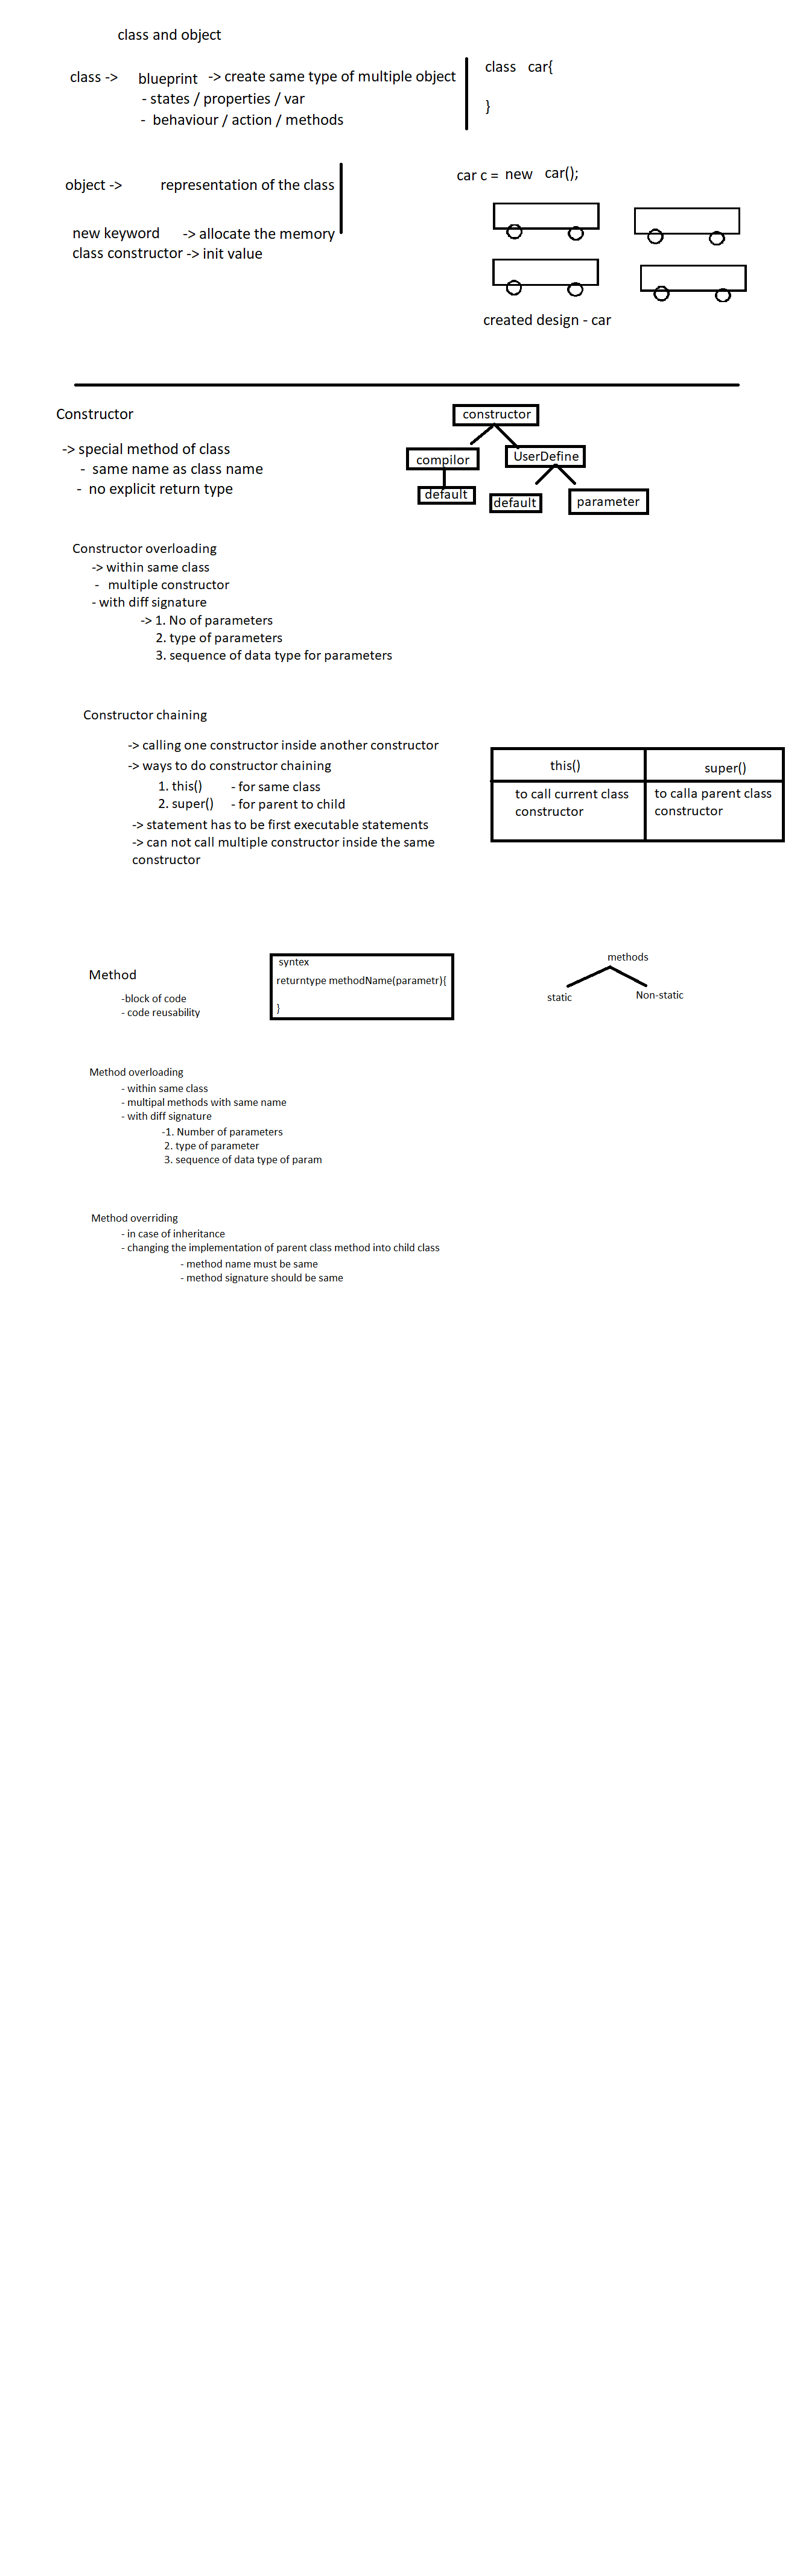 class and object
class -> blueprint -> create same type of multiple object
- states / properties / var
- behaviour / action / methods
class car{
}
object -> representation of the class
new keyword -> allocate the memory
class constructor -> init value
car c = new car();
created design - car
Constructor
-> special method of class
- same name as class name
- no explicit return type
constructor
compilor
UserDefine
default
default
parameter
Constructor overloading
-> within same class
- multiple constructor
- with diff signature
-> 1. No of parameters
2. type of parameters
3. sequence of data type for parameters
Constructor chaining
-> calling one constructor inside another constructor
-> ways to do constructor chaining
1. this() - for same class
2. super() - for parent to child
-> statement has to be first executable statements
-> can not call multiple constructor inside the same
constructor
this()
super()
to call current class
constructor
to calla parent class
constructor
Method
-block of code
- code reusability
syntex
returntype methodName(parametr){
}
methods
static
Non-static
Method overloading
- within same class
- multipal methods with same name
- with diff signature
-1. Number of parameters
2. type of parameter
3. sequence of data type of param
Method overriding
- in case of inheritance
- changing the implementation of parent class method into child class
- method name must be same
- method signature should be same